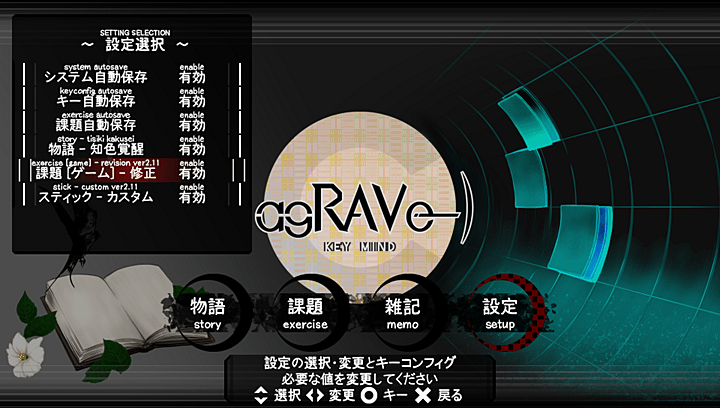 SETTING SELECTION
～ 設定選択 ～
system autosave enable
システム自動保存 有効
keyconfig autosave enable
キー自動保存 有効
exercise autosave enable
課題自動保存 有効
story - tisiki kakusei enable
物語 - 知色覚醒 有効
exercise [game] - revision ver2.11 enable
課題 [ゲーム] - 修正 有効
stick - custom ver2.11 enable
スティック - カスタム 有効
agRAVe
KEY MIND
物語 課題 雑記 設定
story exercise memo setup
設定の選択・変更とキーコンフィグ
必要な値を変更してください
選択 変更 キー 戻る